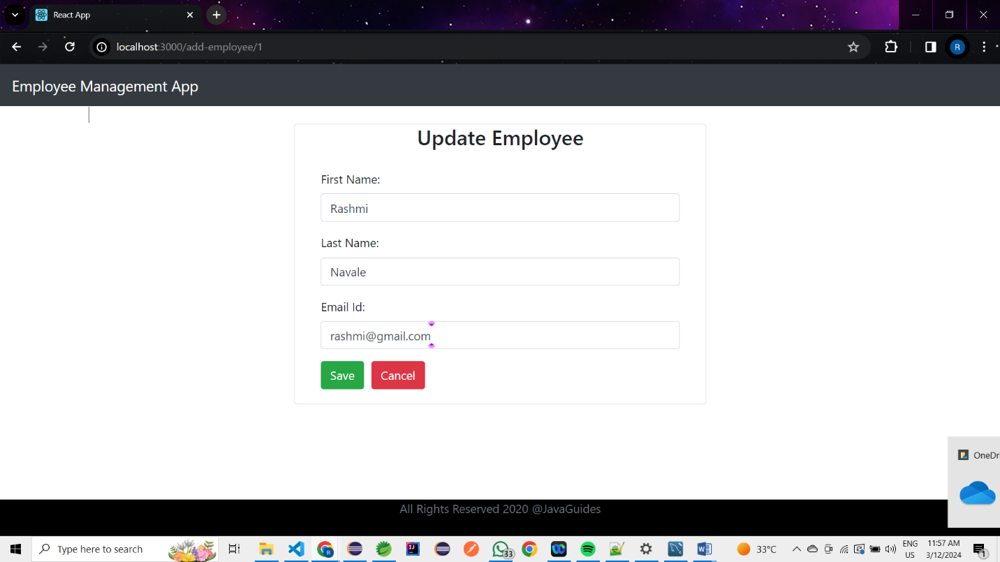 React App
localhost:3000/add-employee/1
R
Employee Management App
Update Employee
First Name:
Rashmi
Last Name:
Navale
Email Id:
rashmi@gmail.com
Save Cancel
OneDri
All Rights Reserved 2020 @JavaGuides
Type here to search
33
33°C
ENG
US
11:57 AM
3/12/2024
1